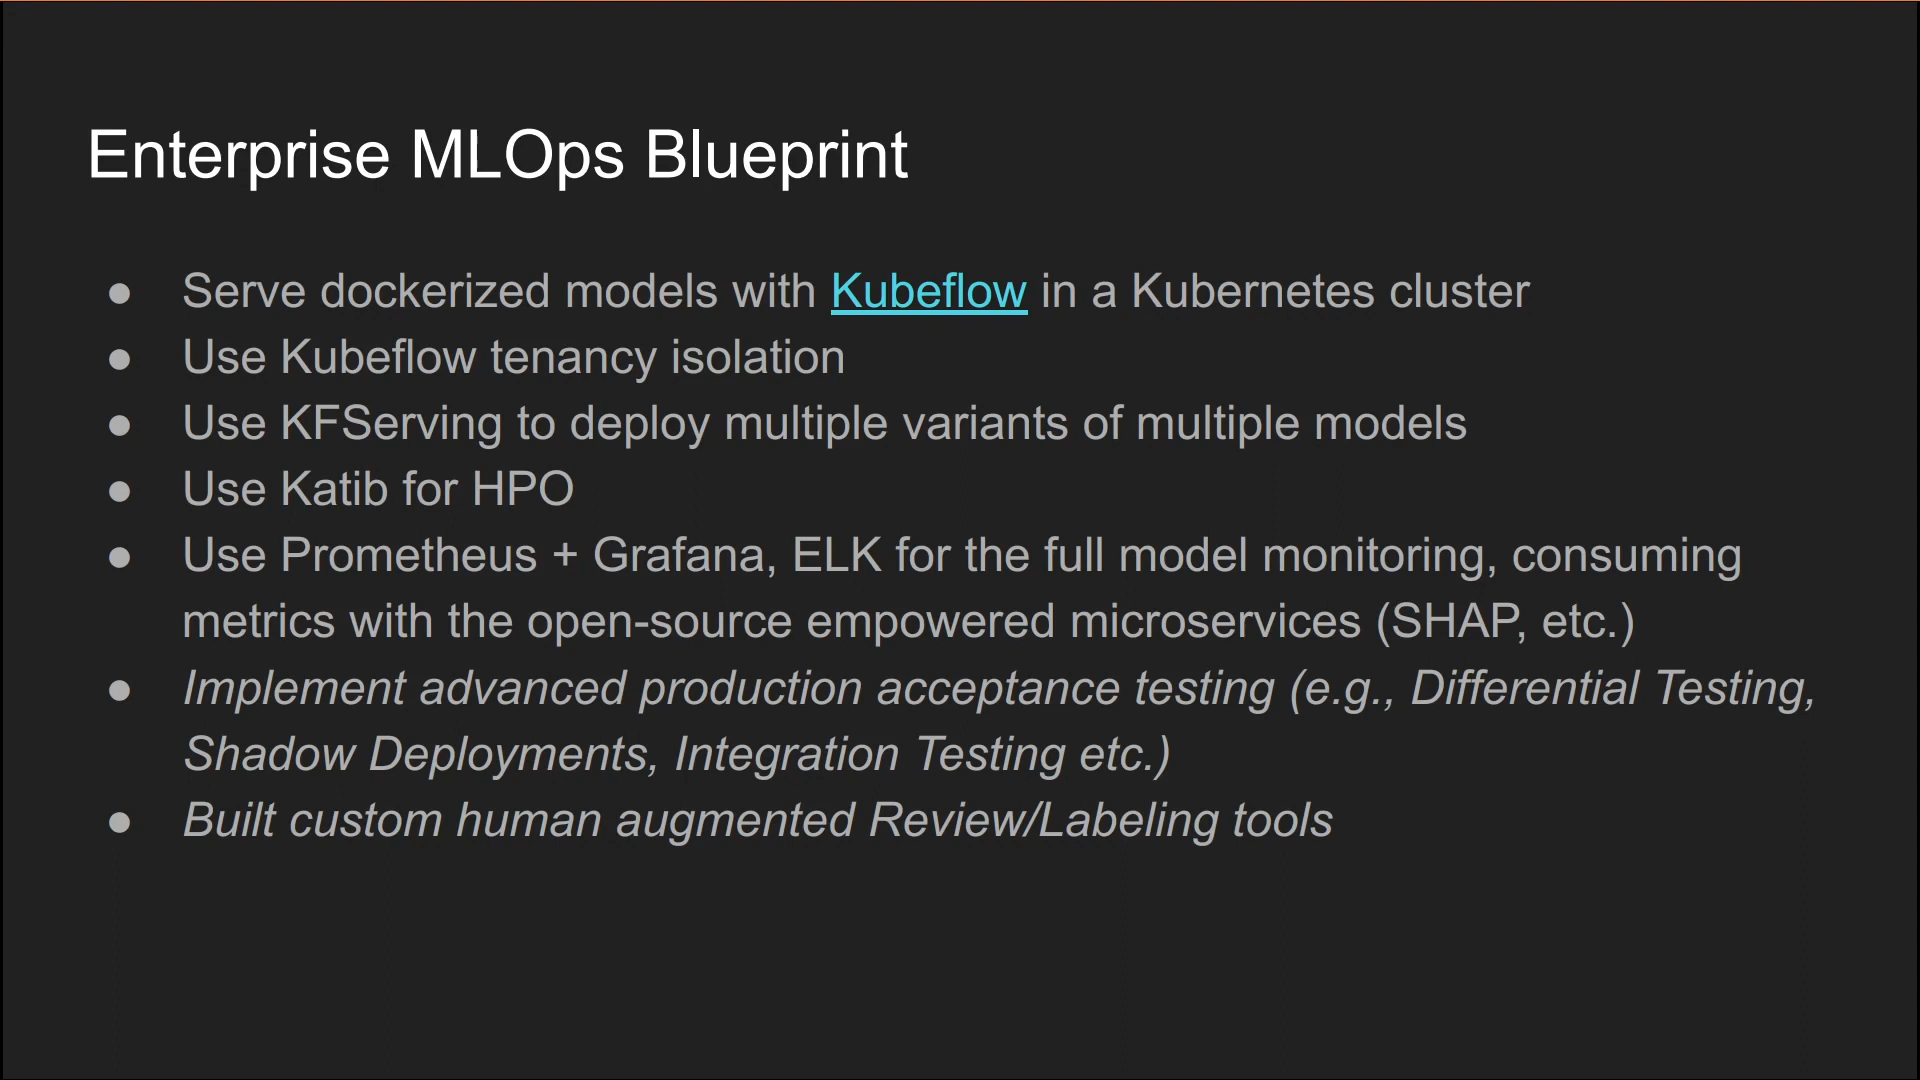 Enterprise MLOps Blueprint
● Serve dockerized models with Kubeflow in a Kubernetes cluster
● Use Kubeflow tenancy isolation
● Use KFServing to deploy multiple variants of multiple models
● Use Katib for HPO
● Use Prometheus + Grafana, ELK for the full model monitoring, consuming
metrics with the open-source empowered microservices (SHAP, etc.)
● Implement advanced production acceptance testing (e.g., Differential Testing,
Shadow Deployments, Integration Testing etc.)
● Built custom human augmented Review/Labeling tools